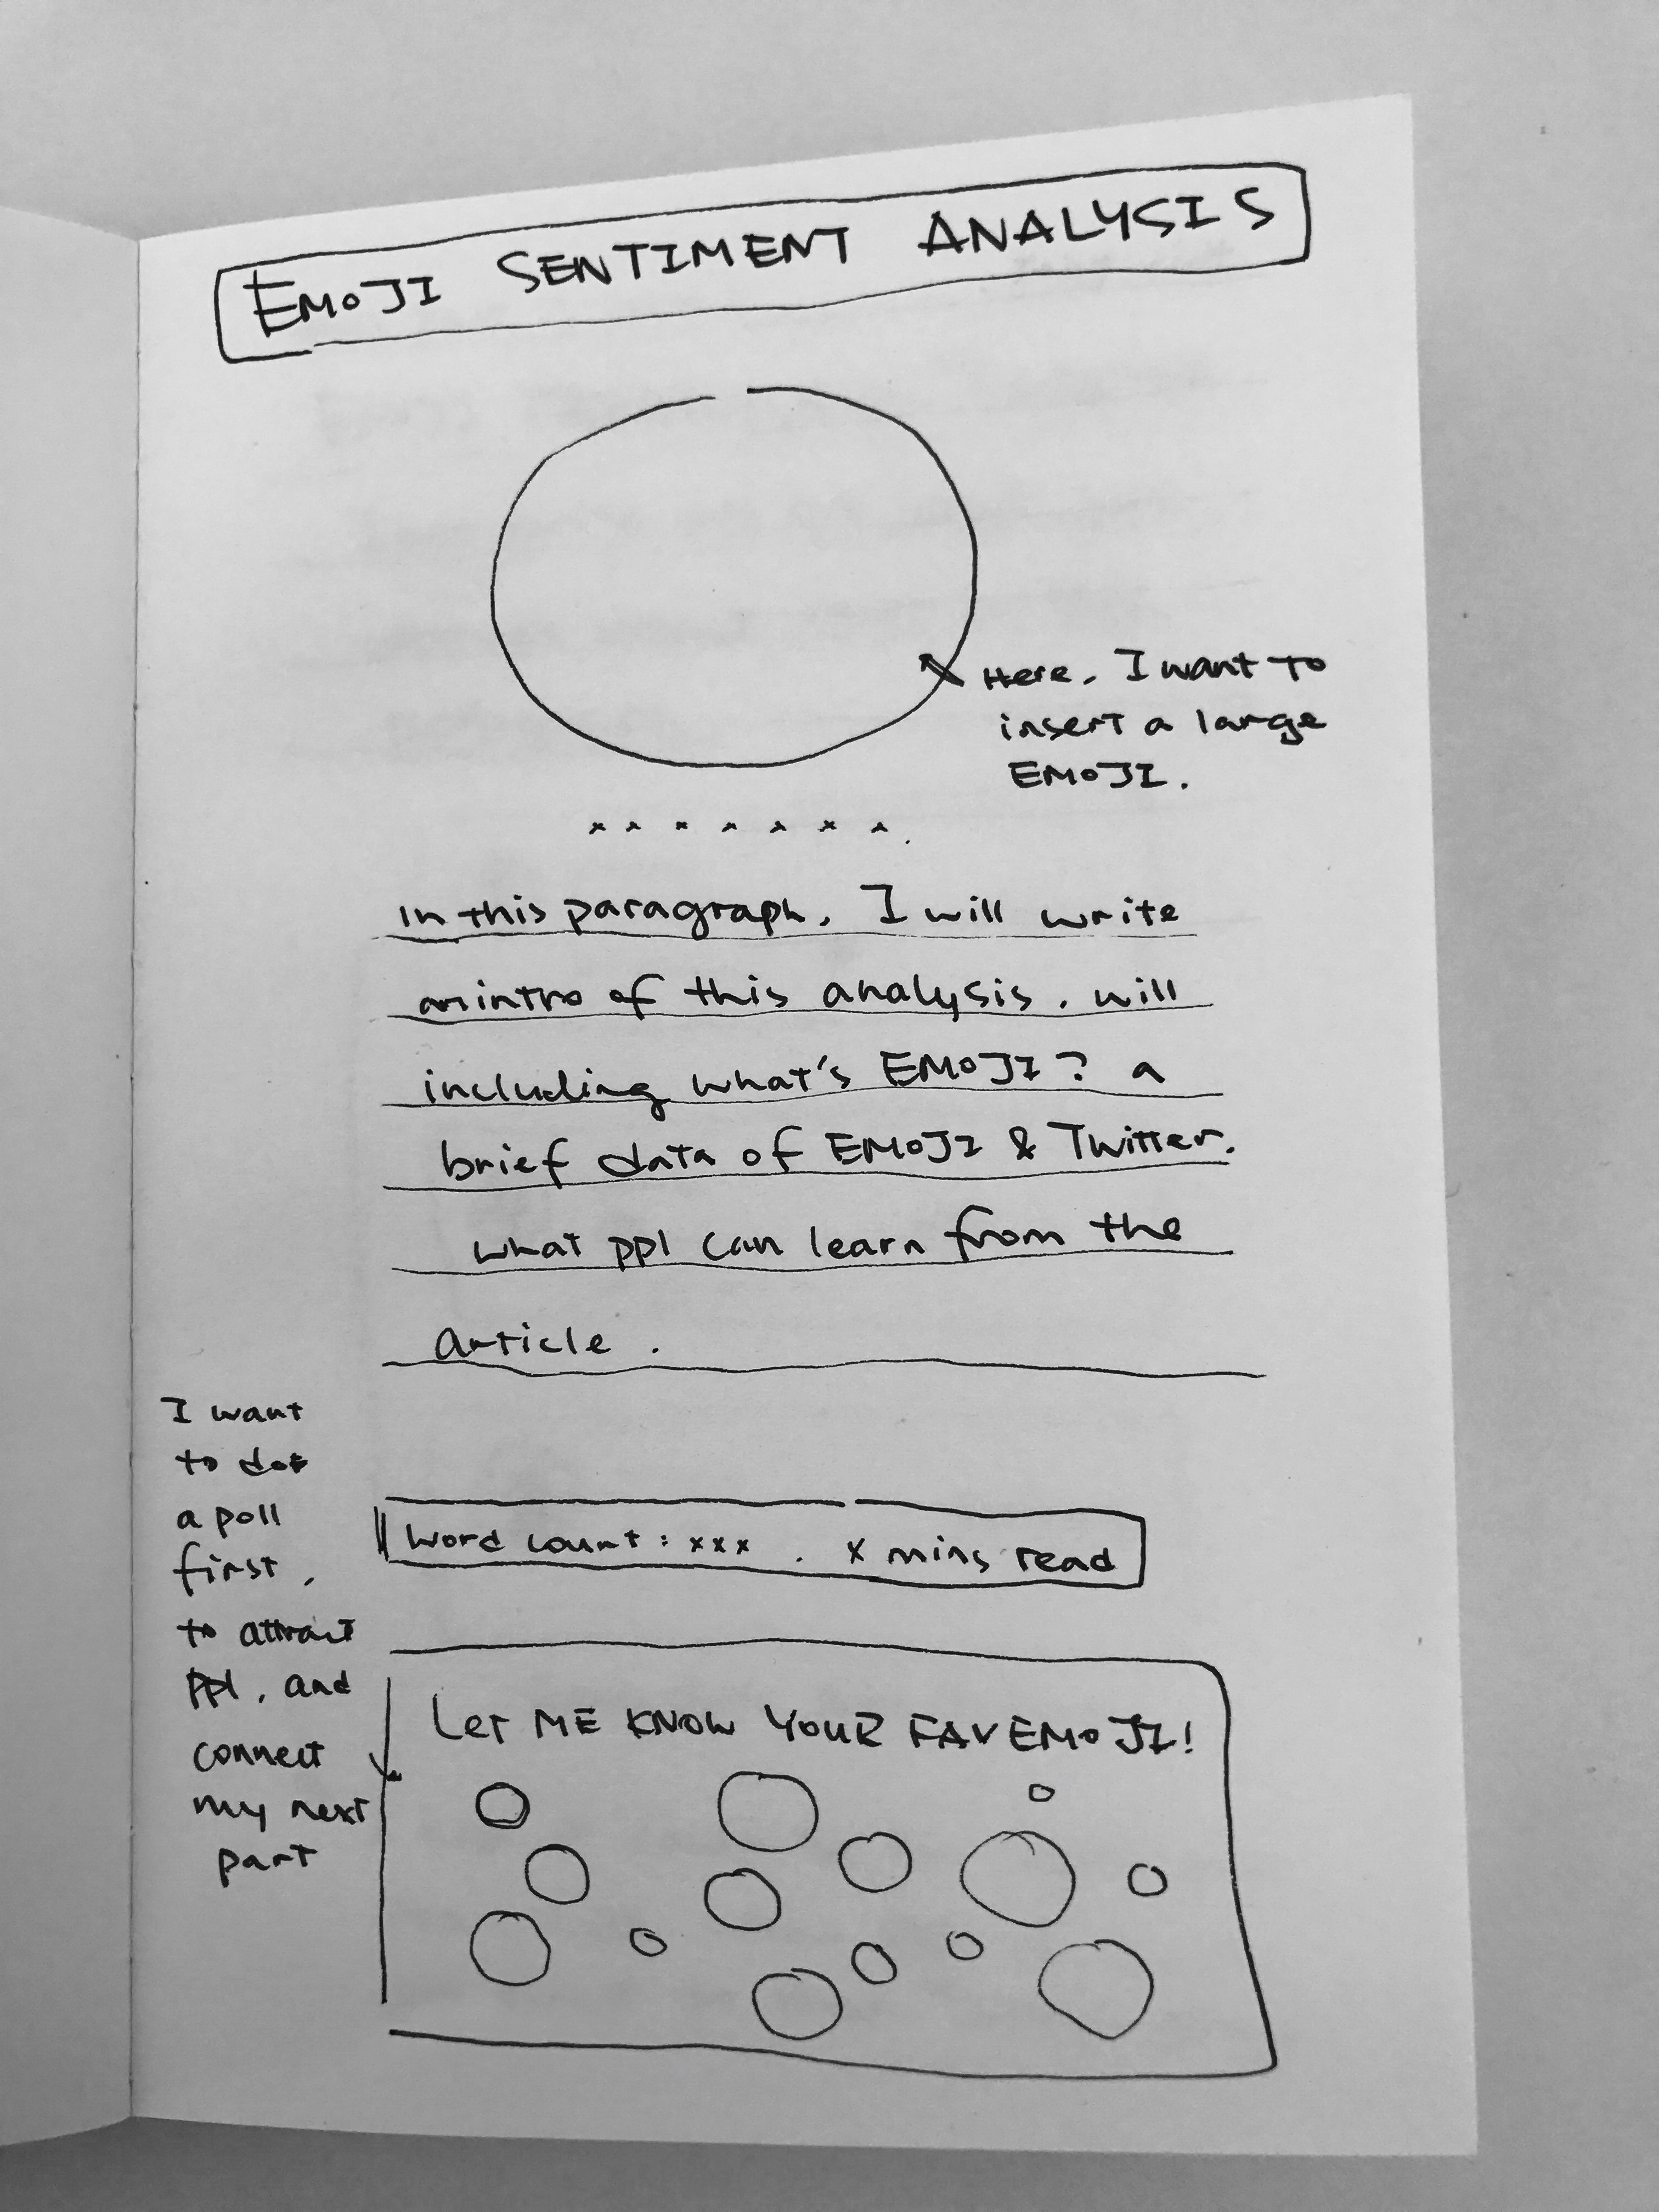 EMOJI SENTIMENT ANALYSIS
Here, I want to
insert a large
EMOJI.
x x x x x x x.
In this paragraph, I will write
an intro of this analysis. will
including what's EMOJI? a
brief data of EMOJI & Twitter.
what ppl can learn from the
article.
I want
to do
a poll
first,
to attract
ppl, and
connect
my next
part
Word count: xxx. x mins read
LET ME KNOW YOUR FAV EMOJI!